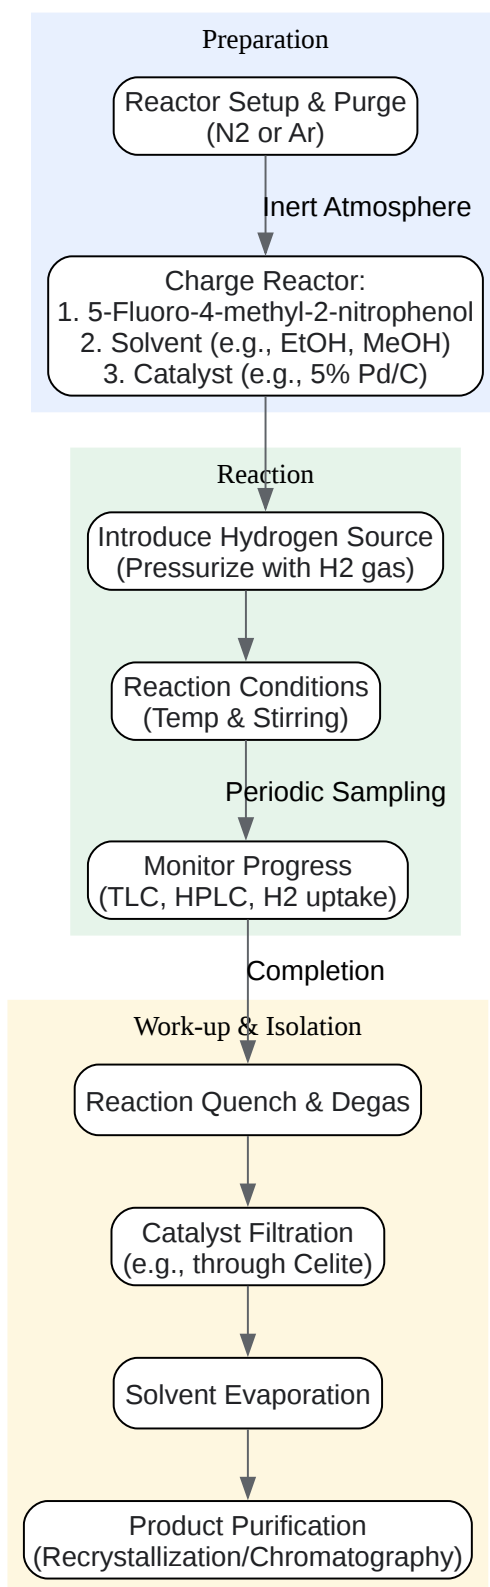 Preparation
Reactor Setup & Purge
(N2 or Ar)
Inert Atmosphere
Charge Reactor:
1. 5-Fluoro-4-methyl-2-nitrophenol
2. Solvent (e.g., EtOH, MeOH)
3. Catalyst (e.g., 5% Pd/C)
Reaction
Introduce Hydrogen Source
(Pressurize with H2 gas)
Reaction Conditions
(Temp & Stirring)
Periodic Sampling
Monitor Progress
(TLC, HPLC, H2 uptake)
Completion
Work-up & Isolation
Reaction Quench & Degas
Catalyst Filtration
(e.g., through Celite)
Solvent Evaporation
Product Purification
(Recrystallization/Chromatography)